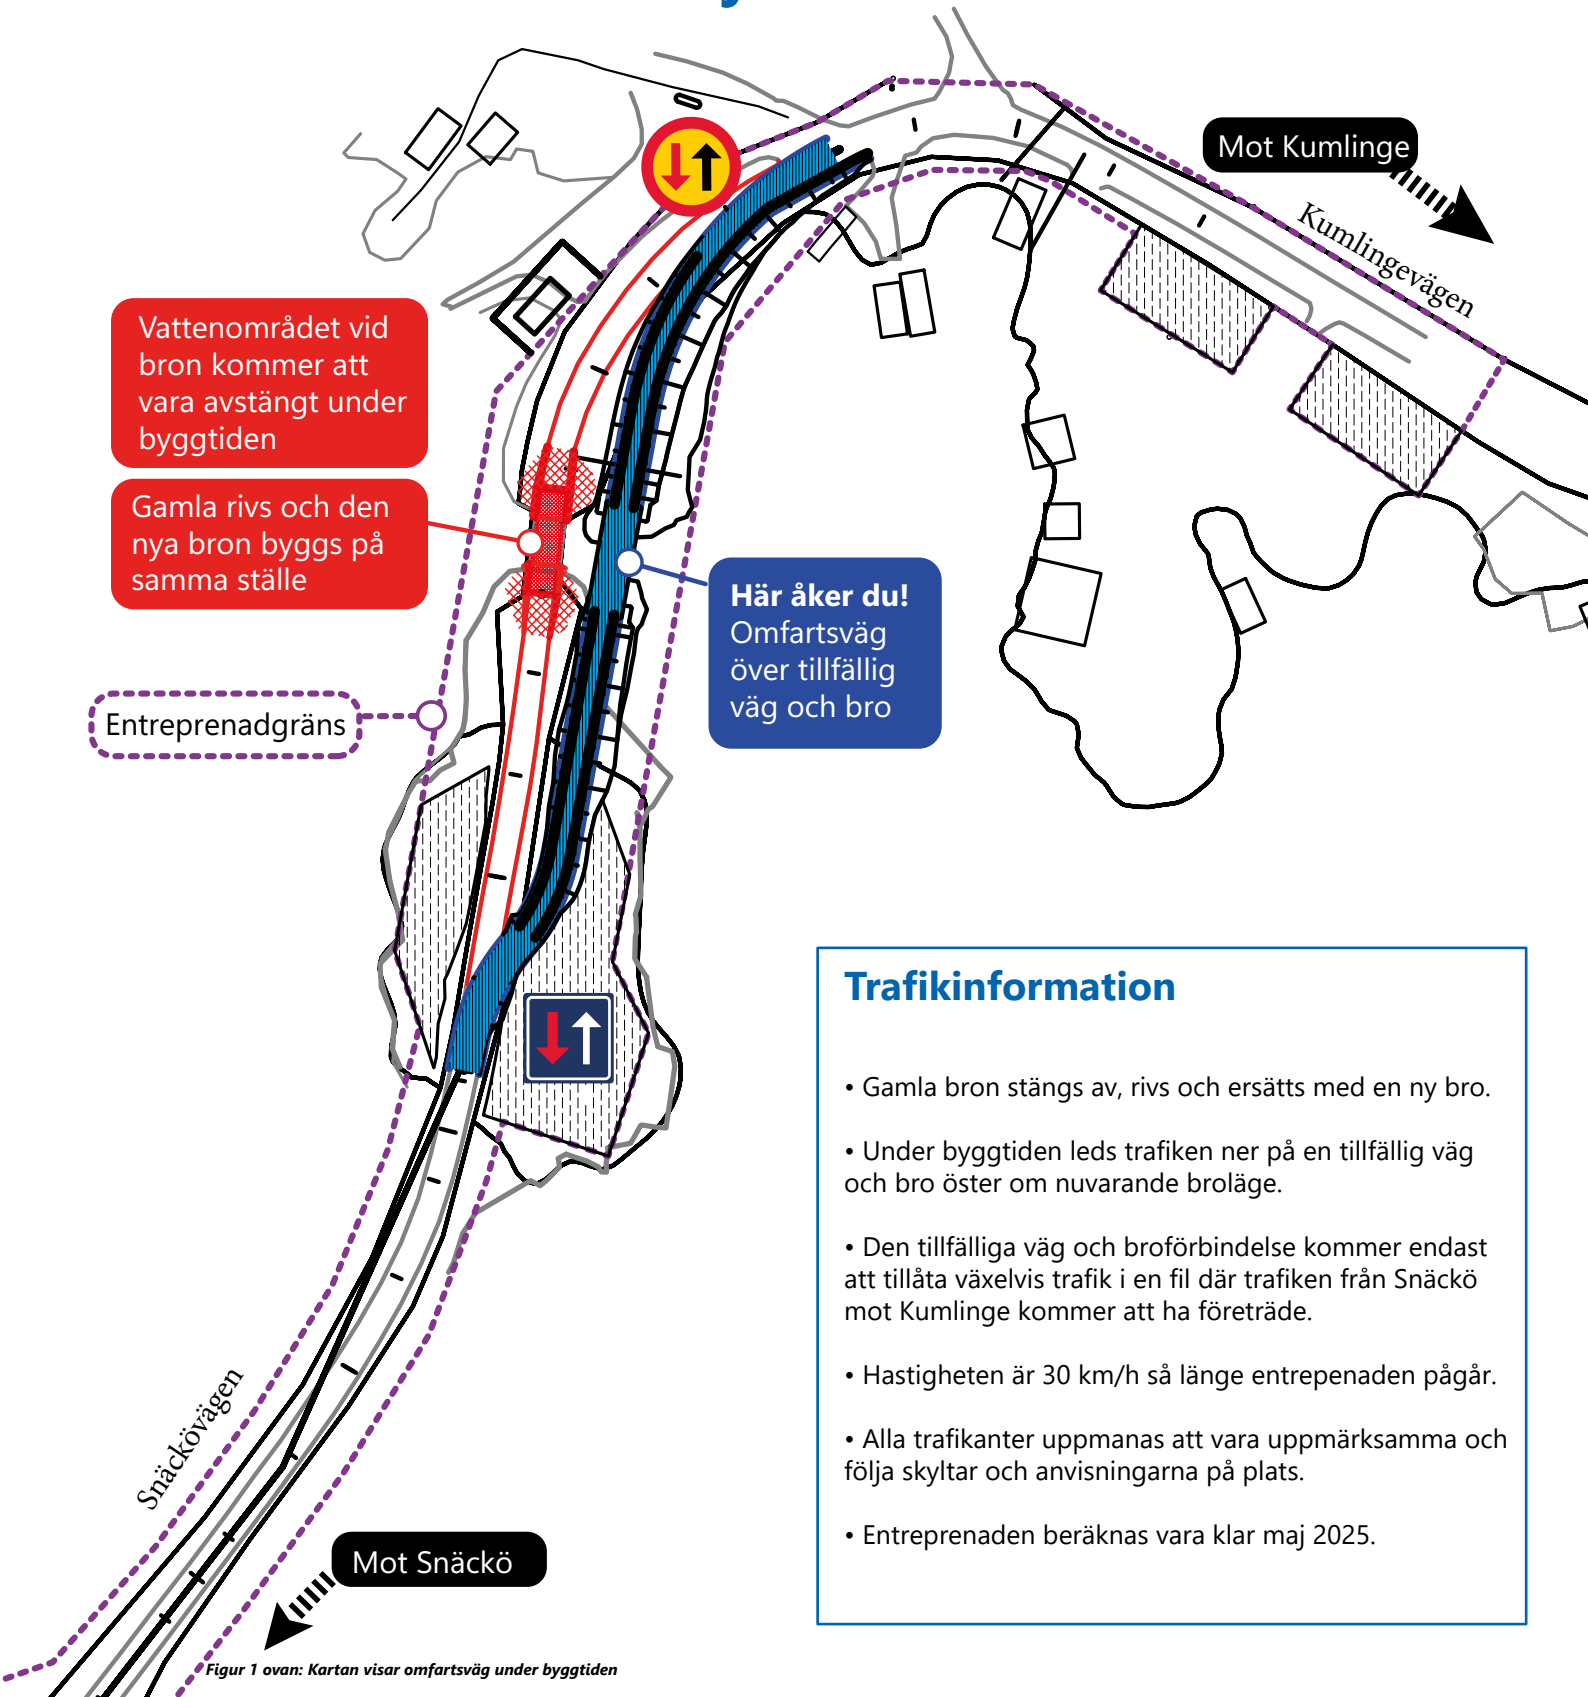 Mot Kumlinge
Kumlingevägen
Vattenområdet vid
bron kommer att
vara avstängt under
byggtiden
Gamla rivs och den
nya bron byggs på
samma ställe
Här åker du!
Omfartsväg
över tillfällig
väg och bro
Entreprenadgräns
Trafikinformation
• Gamla bron stängs av, rivs och ersätts med en ny bro.
• Under byggtiden leds trafiken ner på en tillfällig väg
och bro öster om nuvarande broläge.
• Den tillfälliga väg och broförbindelse kommer endast
att tillåta växelvis trafik i en fil där trafiken från Snäckö
mot Kumlinge kommer att ha företräde.
• Hastigheten är 30 km/h så länge entrepenaden pågår.
• Alla trafikanter uppmanas att vara uppmärksamma och
följa skyltar och anvisningarna på plats.
• Entreprenaden beräknas vara klar maj 2025.
Snäckövägen
Mot Snäckö
Figur 1 ovan: Kartan visar omfartsväg under byggtiden